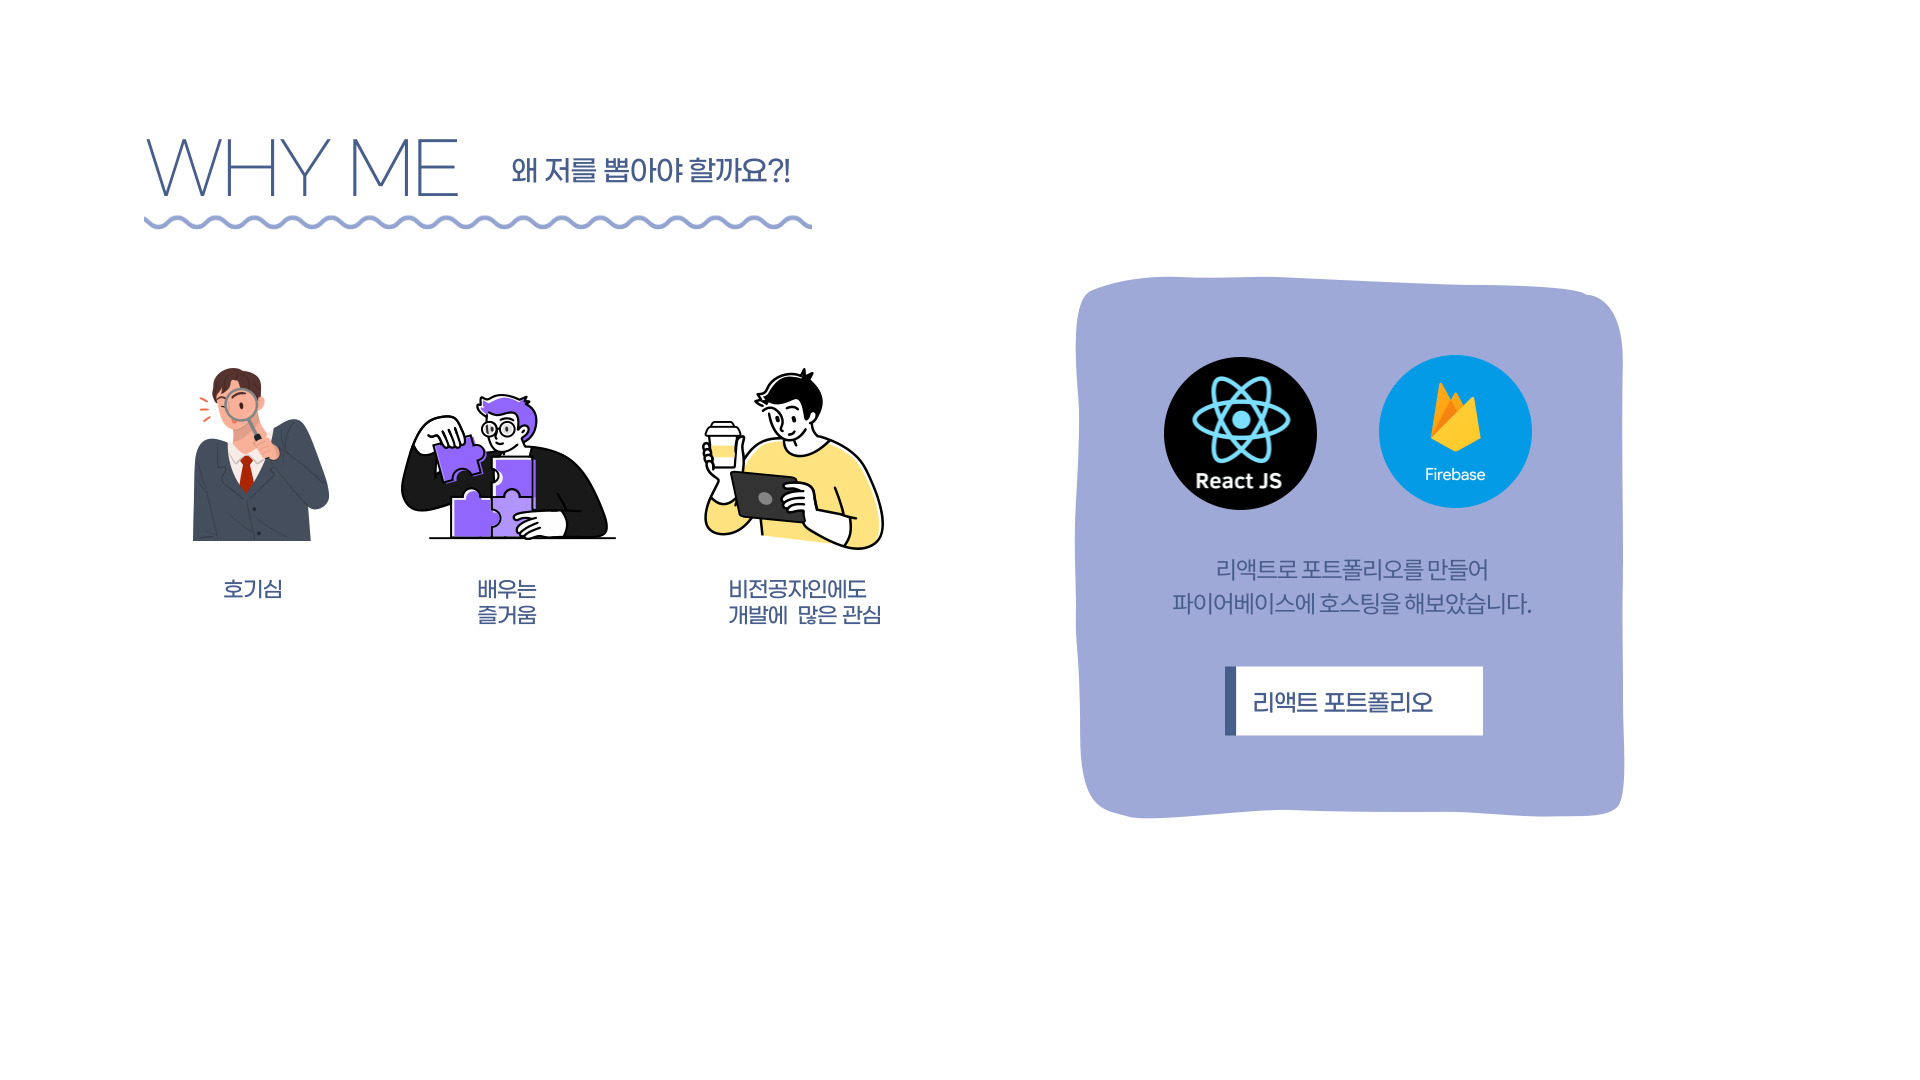 WHY ME
왜 저를 뽑아야 할까요?!
호기심
배우는
즐거움
비전공자인에도
개발에 많은 관심
React JS
Firebase
리액트로 포트폴리오를 만들어
파이어베이스에 호스팅을 해보았습니다.
리액트 포트폴리오